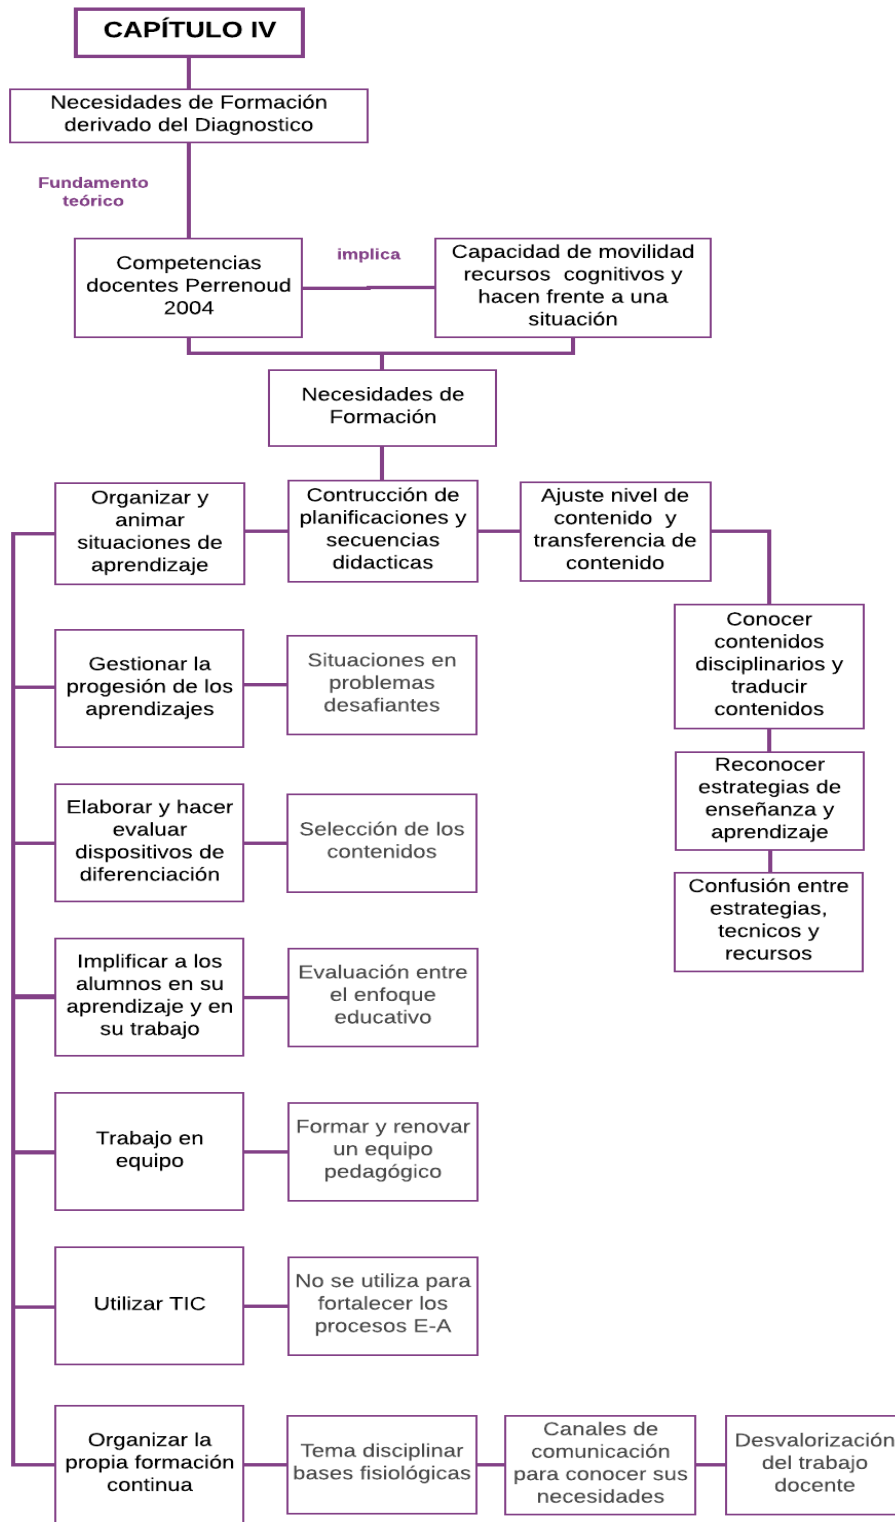 CAPÍTULO IV
Necesidades de Formación
derivado del Diagnostico
Fundamento
teórico
Competencias
docentes Perrenoud
2004
implica
Capacidad de movilidad
recursos cognitivos y
hacen frente a una
situación
Necesidades de
Formación
Organizar y
animar
situaciones de
aprendizaje
Contrucción de
planificaciones y
secuencias
didacticas
Ajuste nivel de
contenido y
transferencia de
contenido
Conocer
contenidos
disciplinarios y
traducir
contenidos
Reconocer
estrategias de
enseñanza y
aprendizaje
Confusión entre
estrategias,
tecnicos y
recursos
Gestionar la
progesión de los
aprendizajes
Situaciones en
problemas
desafiantes
Elaborar y hacer
evaluar
dispositivos de
diferenciación
Selección de los
contenidos
Implificar a los
alumnos en su
aprendizaje y en
su trabajo
Evaluación entre
el enfoque
educativo
Trabajo en
equipo
Formar y renovar
un equipo
pedagógico
Utilizar TIC
No se utiliza para
fortalecer los
procesos E-A
Organizar la
propia formación
continua
Tema disciplinar
bases fisiológicas
Canales de
comunicación
para conocer sus
necesidades
Desvalorización
del trabajo
docente